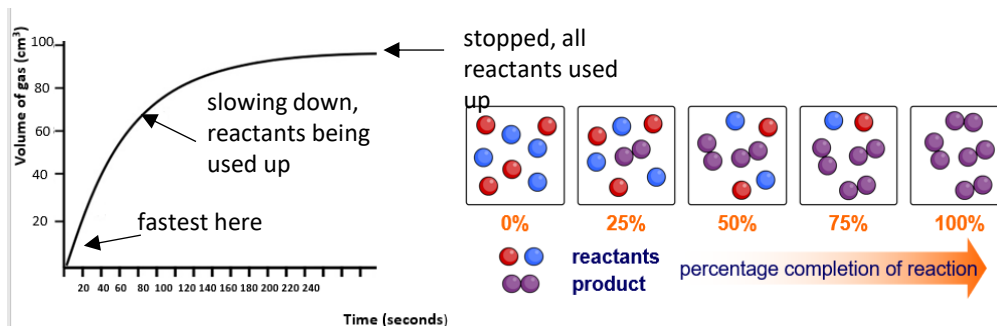 Volume of gas (cm³)
100
80
60
40
20
20 40 60 80 100 120 140 160 180 200 220 240
Time (seconds)
fastest here
slowing down,
reactants being
used up
stopped, all
reactants used
up
0%
25%
50%
75%
100%
reactants
product
percentage completion of reaction